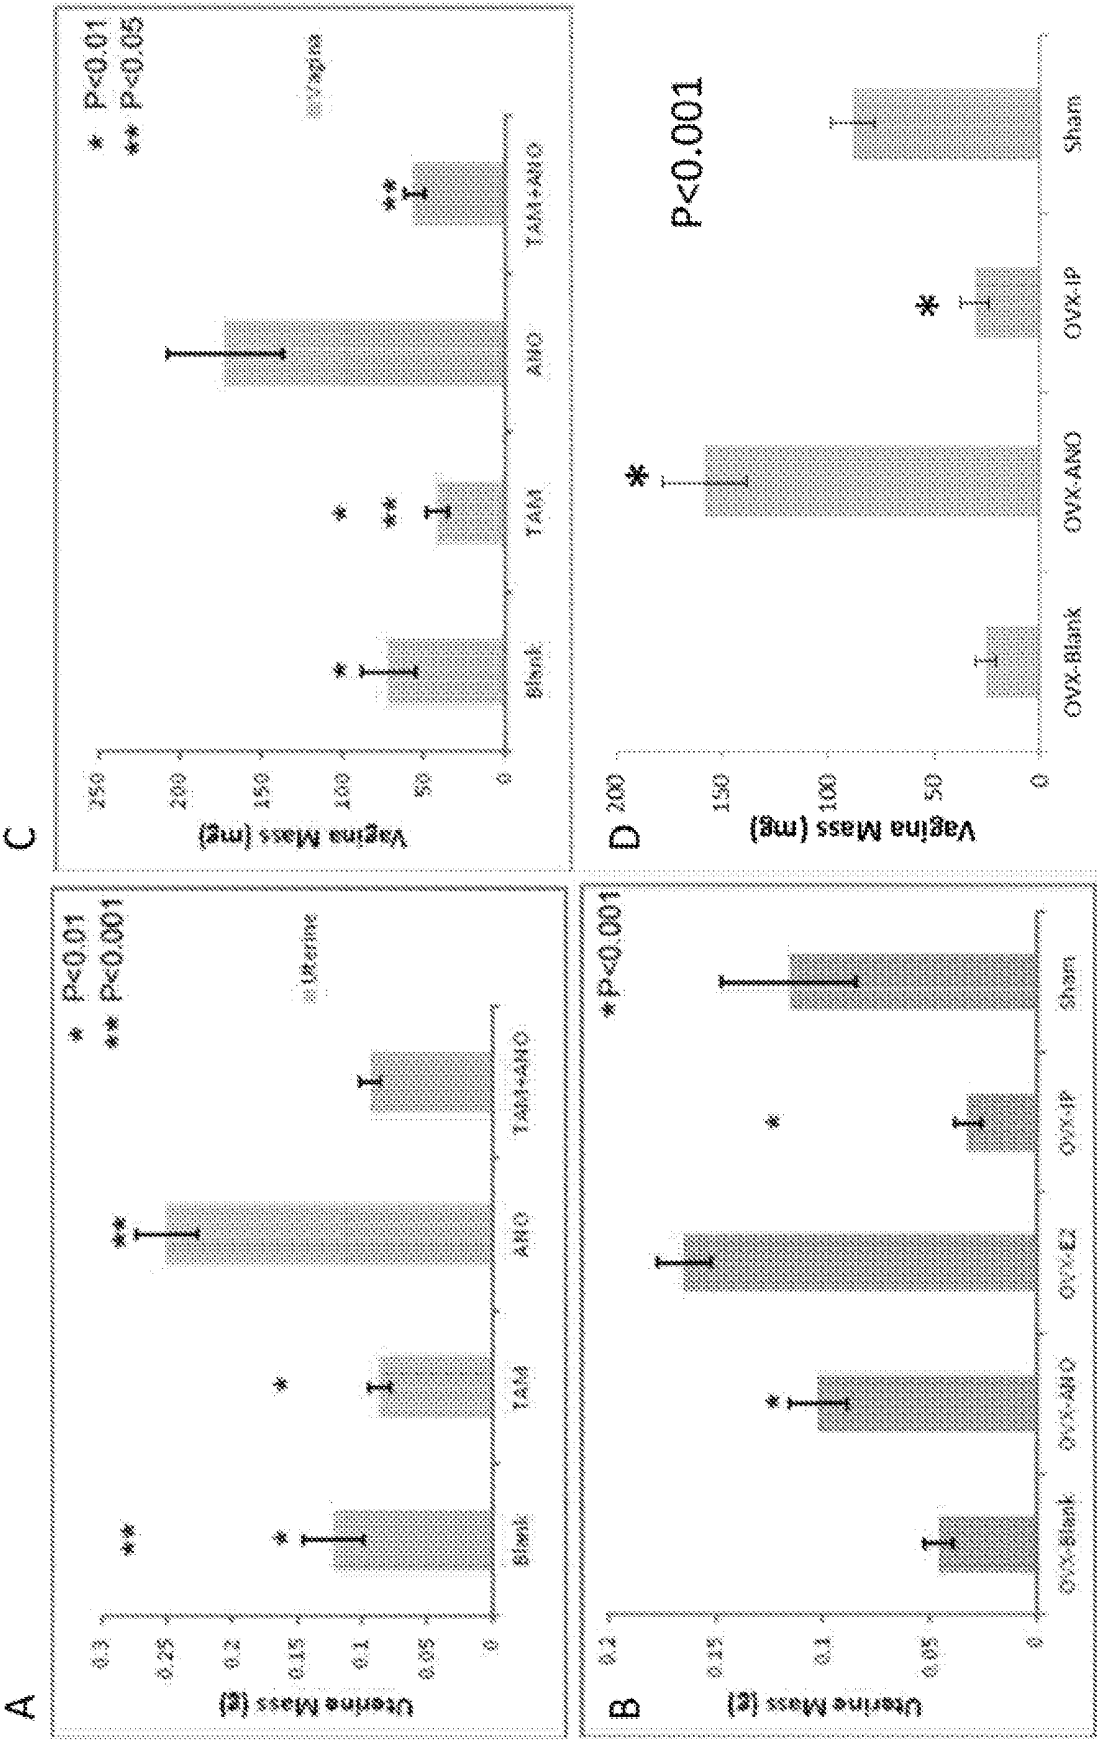 A
* P<0.01
** P<0.001
Uterine Mass (g)
0.3
0.25
0.2
0.15
0.1
0.05
0
** * * **
Uterine
Blank TAM ANO TAM+ANO
B
*P<0.001
Uterine Mass (g)
0.2
0.15
0.1
0.05
0
* *
OVX-Blank OVX-ANO OVX-E2 OVX-IP Sham
C
* P<0.01
** P<0.05
Vagina Mass (mg)
250
200
150
100
50
0
* * ** **
Vagina
Blank TAM ANO TAM+ANO
D
P<0.001
Vagina Mass (mg)
200
150
100
50
0
* *
OVX-Blank OVX-ANO OVX-IP Sham